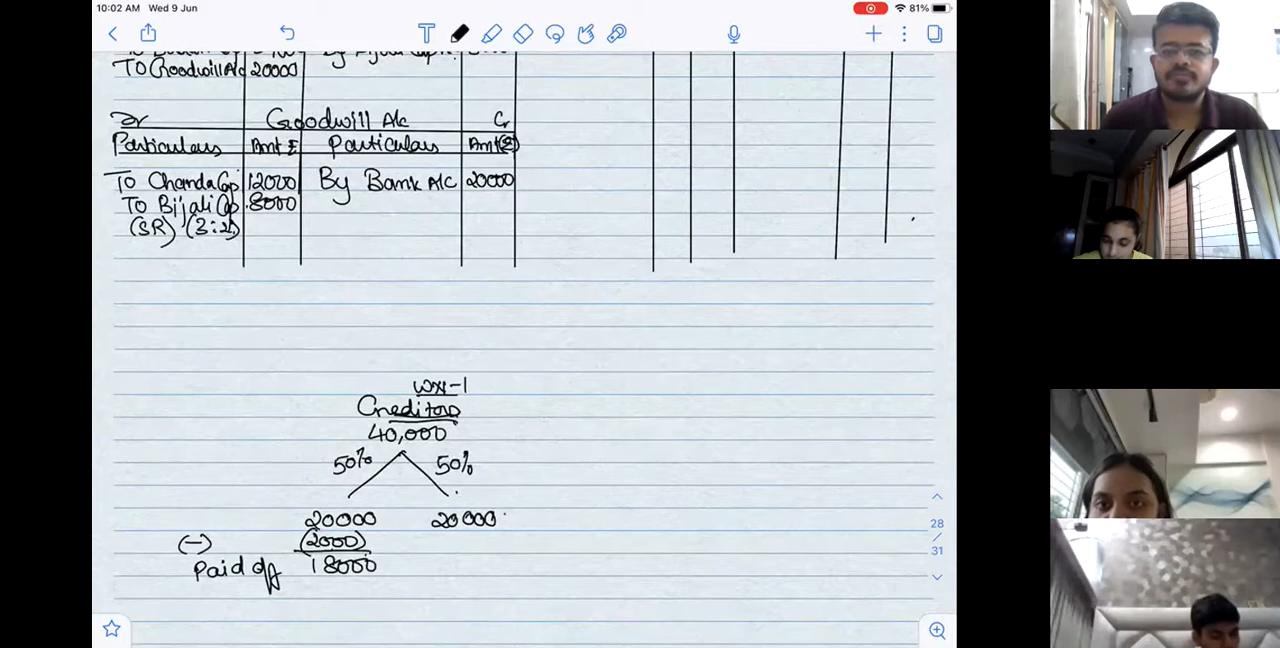 10:02 AM Wed 9 Jun
81%
To Goodwill A/c 20000
Dr Goodwill A/c Cr
Particulars Amt ₹ Particulars Amt(₹)
To Chanda Cap 12000 By Bank A/c 20000
To Bijali Cap 8000
(SR) (3:2)
WN-1
Creditors
40,000
50% 50%
20000 20000
(-) (2000)
Paid off 18000
28
/
31